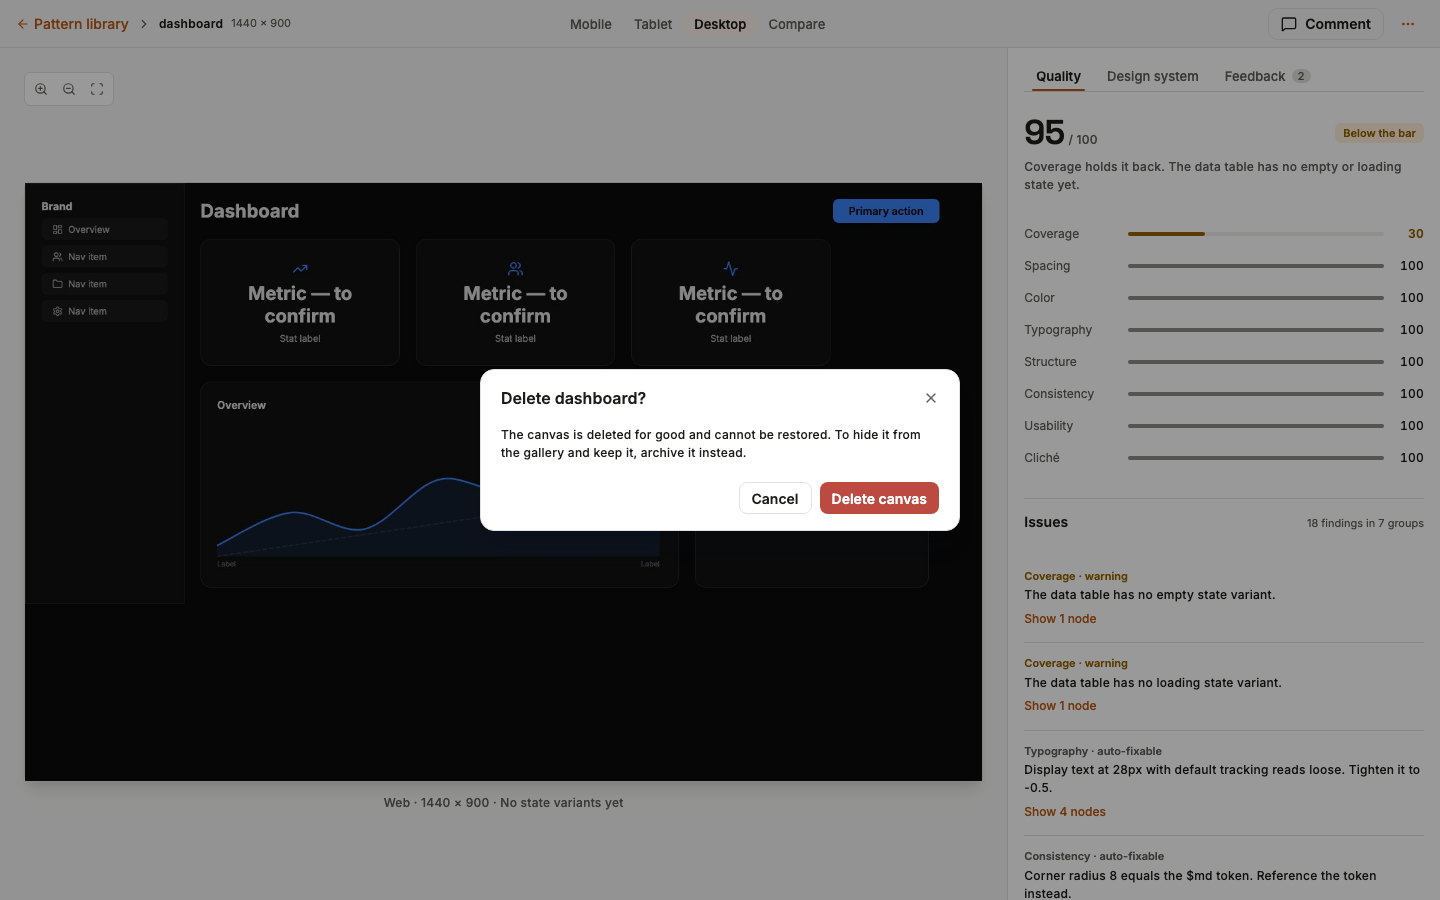 Pattern library
dashboard
1440 × 900
Mobile
Tablet
Desktop
Compare
Comment
Quality
Design system
Feedback 2
95 / 100
Below the bar
Coverage holds it back. The data table has no empty or loading
state yet.
Coverage 30
Spacing 100
Color 100
Typography 100
Structure 100
Consistency 100
Usability 100
Cliché 100
Issues
18 findings in 7 groups
Coverage · warning
The data table has no empty state variant.
Show 1 node
Coverage · warning
The data table has no loading state variant.
Show 1 node
Typography · auto-fixable
Display text at 28px with default tracking reads loose. Tighten it to
-0.5.
Show 4 nodes
Consistency · auto-fixable
Corner radius 8 equals the $md token. Reference the token
instead.
Brand
Overview
Nav item
Nav item
Nav item
Dashboard
Primary action
Metric — to
confirm
Stat label
Metric — to
confirm
Stat label
Metric — to
confirm
Stat label
Overview
Label
Label
Delete dashboard?
The canvas is deleted for good and cannot be restored. To hide it from
the gallery and keep it, archive it instead.
Cancel
Delete canvas
Web · 1440 × 900 · No state variants yet